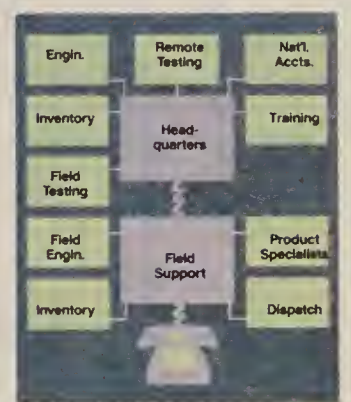 Engin.
Remote
Testing
Nat'l.
Accts.
Inventory
Head-
quarters
Training
Field
Testing
Field
Engin.
Field
Support
Product
Specialists
Inventory
Dispatch